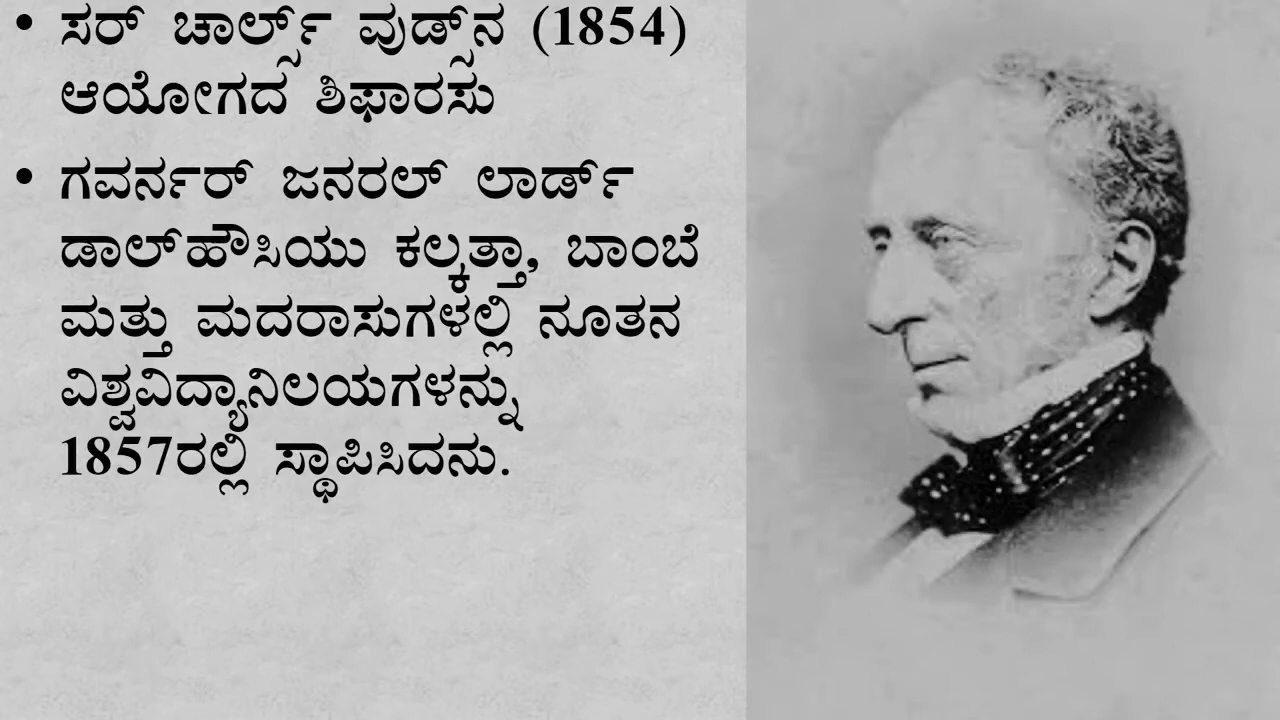 • ಸರ್ ಚಾರ್ಲ್ಸ್ ವುಡ್ಸ್‌ನ (1854)
ಆಯೋಗದ ಶಿಫಾರಸು
• ಗವರ್ನರ್ ಜನರಲ್ ಲಾರ್ಡ್
ಡಾಲ್‌ಹೌಸಿಯು ಕಲ್ಕತ್ತಾ, ಬಾಂಬೆ
ಮತ್ತು ಮದರಾಸುಗಳಲ್ಲಿ ನೂತನ
ವಿಶ್ವವಿದ್ಯಾನಿಲಯಗಳನ್ನು
1857ರಲ್ಲಿ ಸ್ಥಾಪಿಸಿದನು.